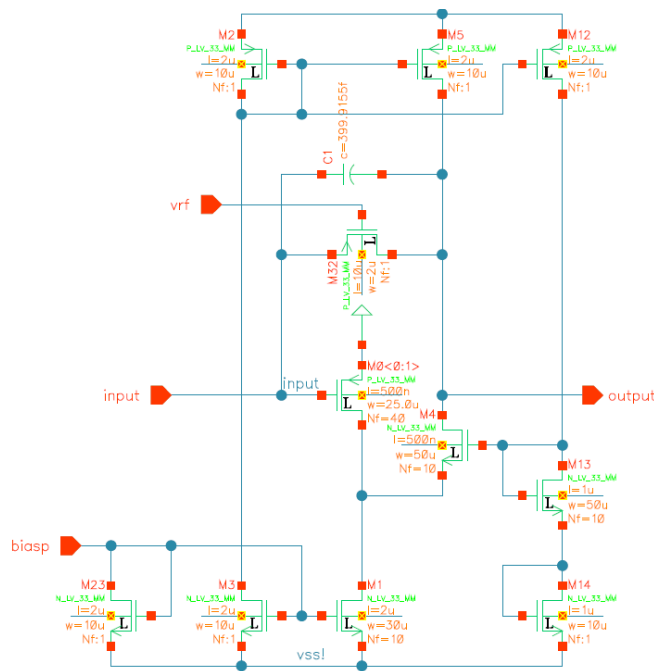 M2
P_LV_33_MM
l=2u
w=10u
L
Nf:1
M5
P_LV_33_MM
l=2u
w=10u
L
Nf:1
M12
P_LV_33_MM
l=2u
w=10u
L
Nf:1
C1
c=399.9155f
vrf
M32
P_LV_33_MM
l=10u
w=2u
Nf:1
L
M0<0:1>
P_LV_33_MM
l=500n
w=25.0u
L
Nf=40
input
input
output
M4
N_LV_33_MM
l=500n
w=50u
L
Nf=10
M13
N_LV_33_MM
l=1u
w=50u
L
Nf=10
biasp
M23
N_LV_33_MM
l=2u
w=10u
L
Nf:1
M3
N_LV_33_MM
l=2u
w=10u
L
Nf:1
M1
N_LV_33_MM
l=2u
w=30u
L
Nf=10
M14
N_LV_33_MM
l=1u
w=50u
L
Nf=10
vss!